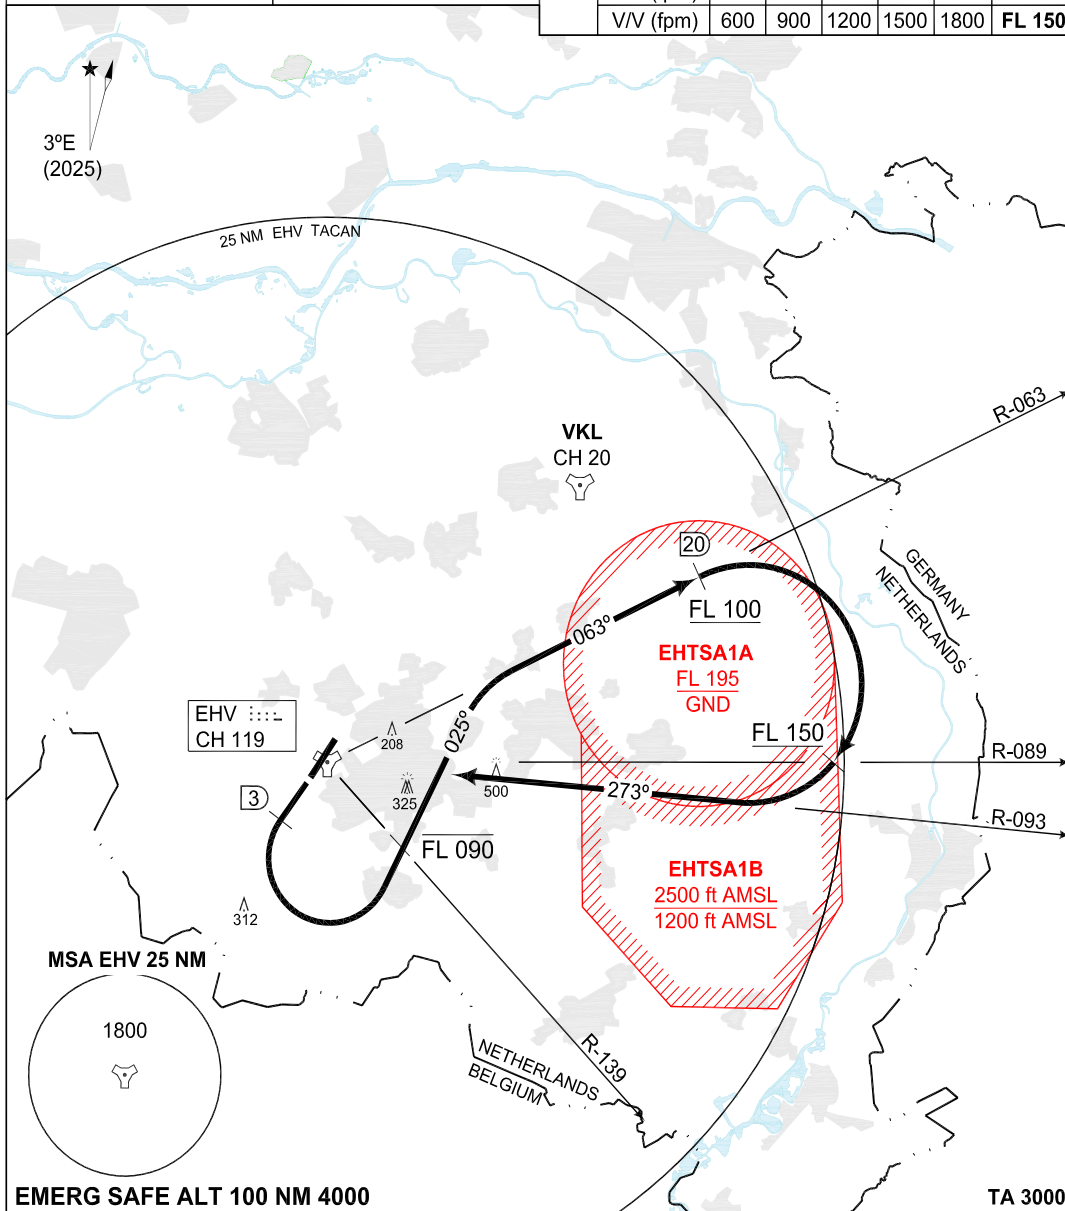 V/V (fpm) 600 900 1200 1500 1800 FL 150
3ºE
(2025)
25 NM EHV TACAN
R-063
VKL
CH 20
20
FL 100
GERMANY
NETHERLANDS
063º
EHTSA1A
FL 195
GND
EHV
CH 119
208
025º
FL 150
R-089
325
500
273º
3
R-093
FL 090
EHTSA1B
2500 ft AMSL
1200 ft AMSL
312
MSA EHV 25 NM
1800
R-139
NETHERLANDS
BELGIUM
EMERG SAFE ALT 100 NM 4000
TA 3000